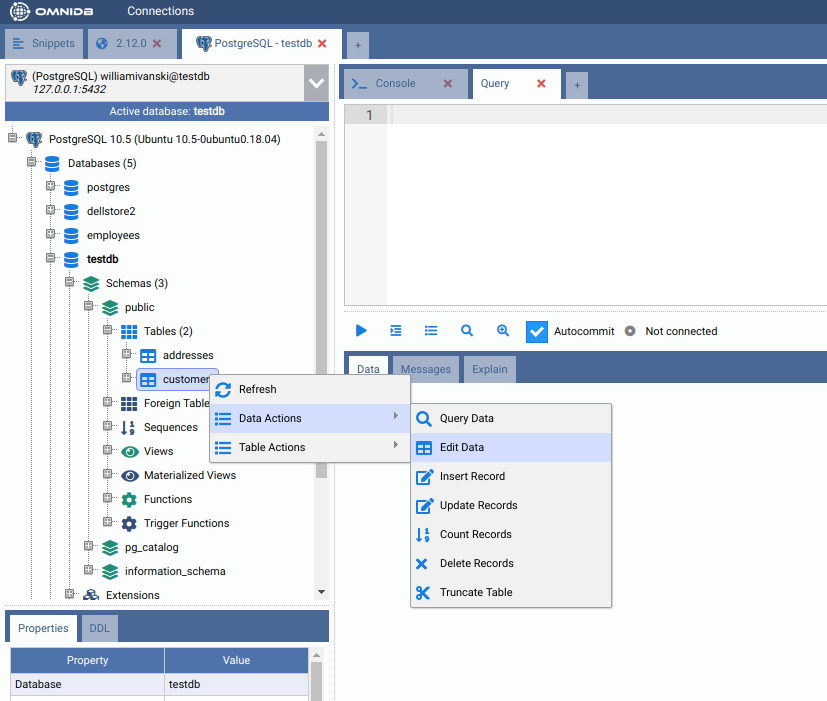 OMNIDB Connections
Snippets 2.12.0 PostgreSQL - testdb +
(PostgreSQL) williamivanski@testdb
127.0.0.1:5432
Active database: testdb
PostgreSQL 10.5 (Ubuntu 10.5-0ubuntu0.18.04)
Databases (5)
postgres
dellstore2
employees
testdb
Schemas (3)
public
Tables (2)
addresses
customer
Foreign Table
Sequences
Views
Materialized Views
Functions
Trigger Functions
pg_catalog
information_schema
Extensions
Properties DDL
Property Value
Database testdb
Console Query +
1
Autocommit Not connected
Data Messages Explain
Refresh
Data Actions
Table Actions
Query Data
Edit Data
Insert Record
Update Records
Count Records
Delete Records
Truncate Table